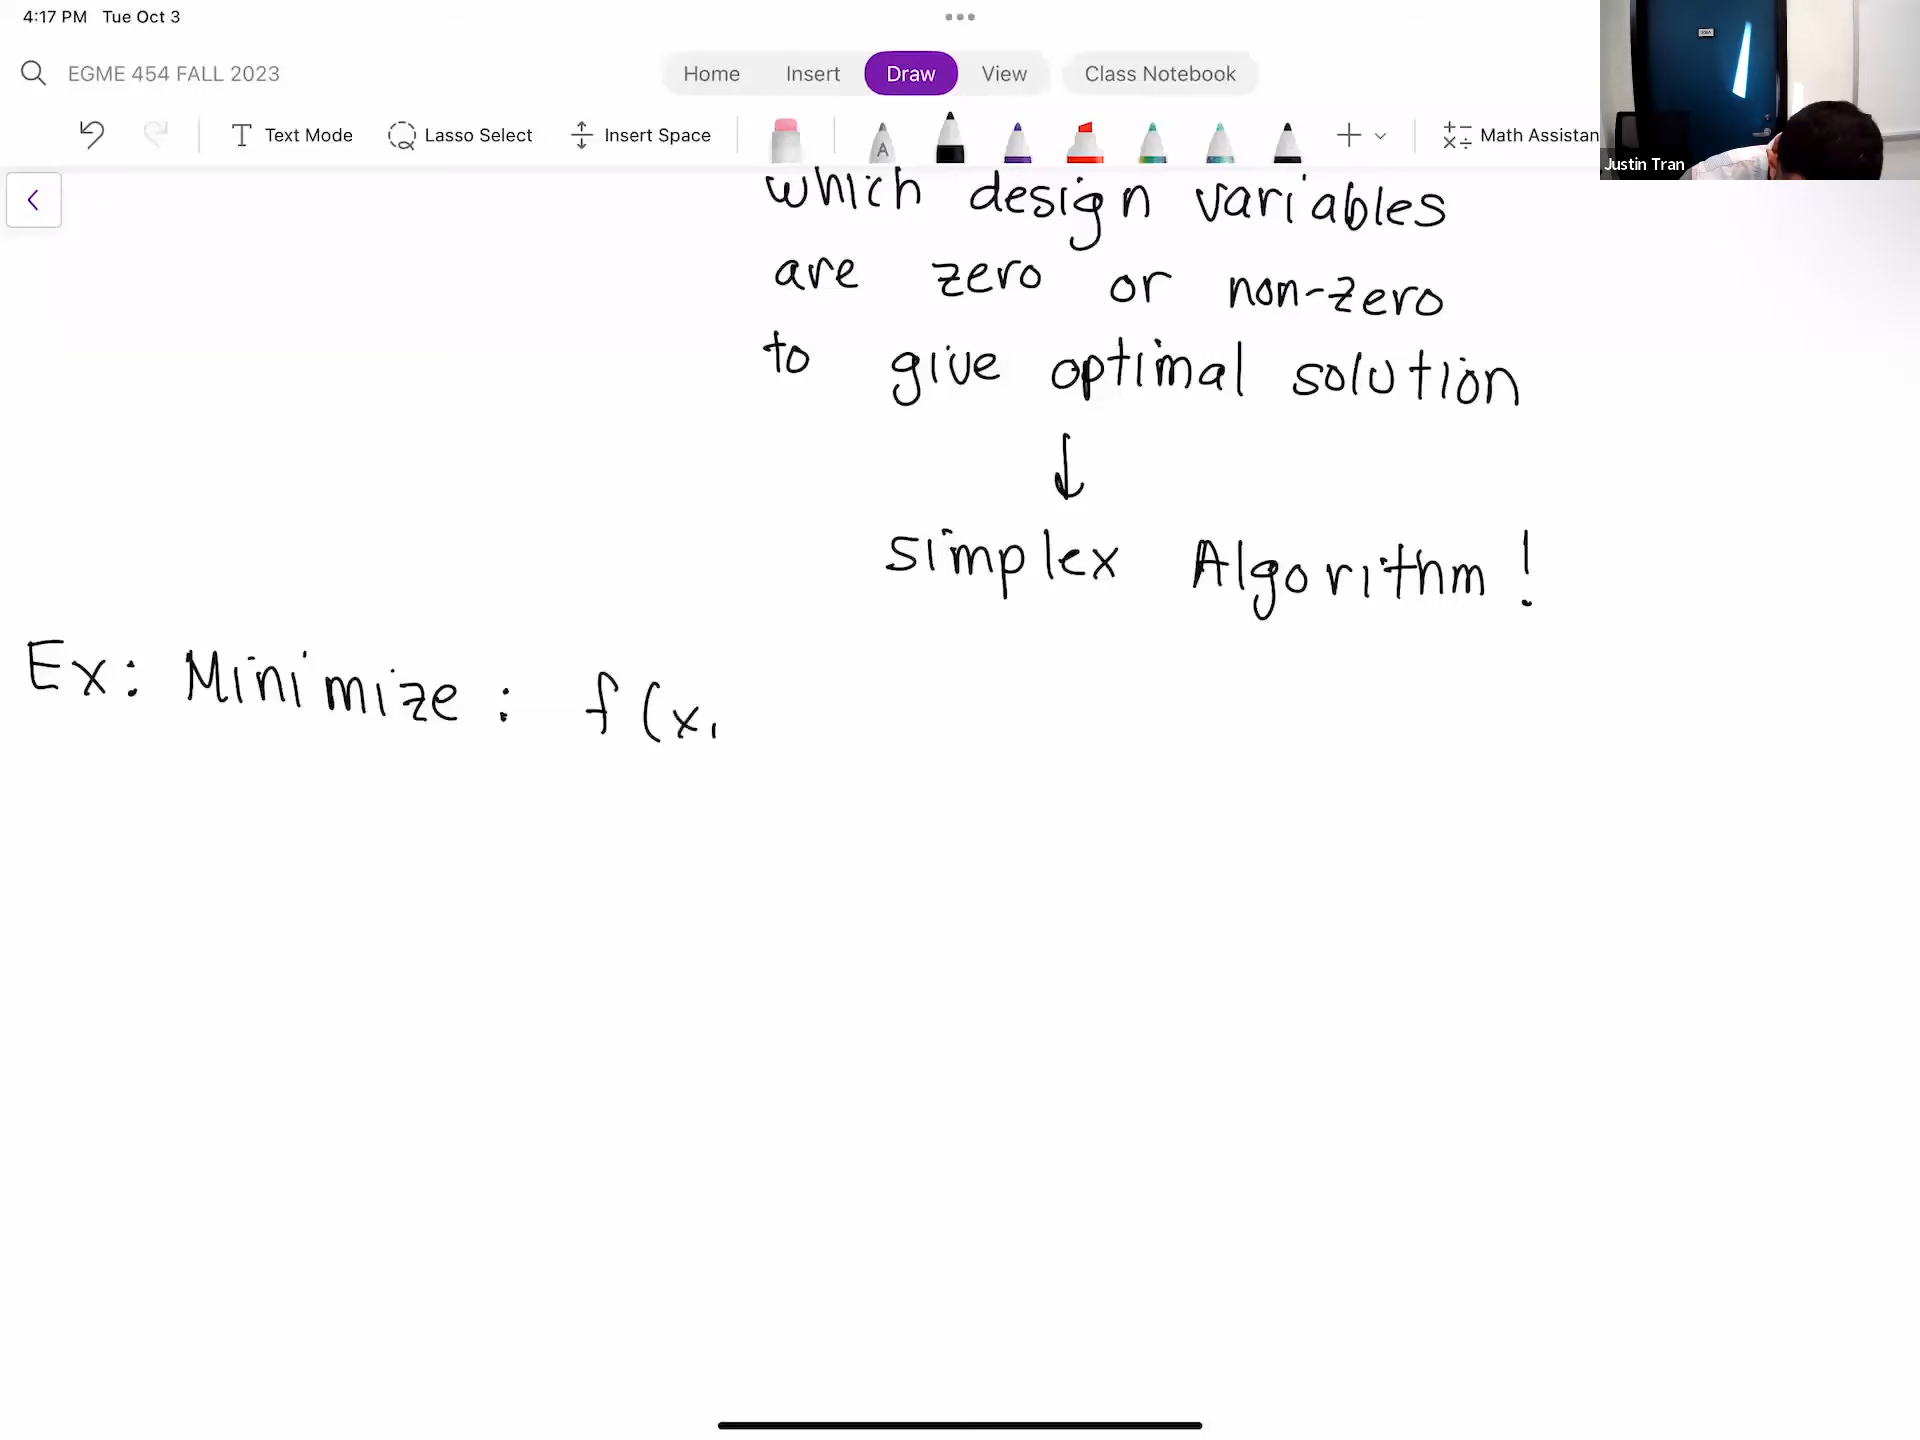 4:17 PM Tue Oct 3
EGME 454 FALL 2023
Home Insert Draw View Class Notebook
Text Mode Lasso Select Insert Space A Math Assistan
Justin Tran
which design variables
are zero or non-zero
to give optimal solution
↓
simplex Algorithm!
Ex: Minimize: f(x₁